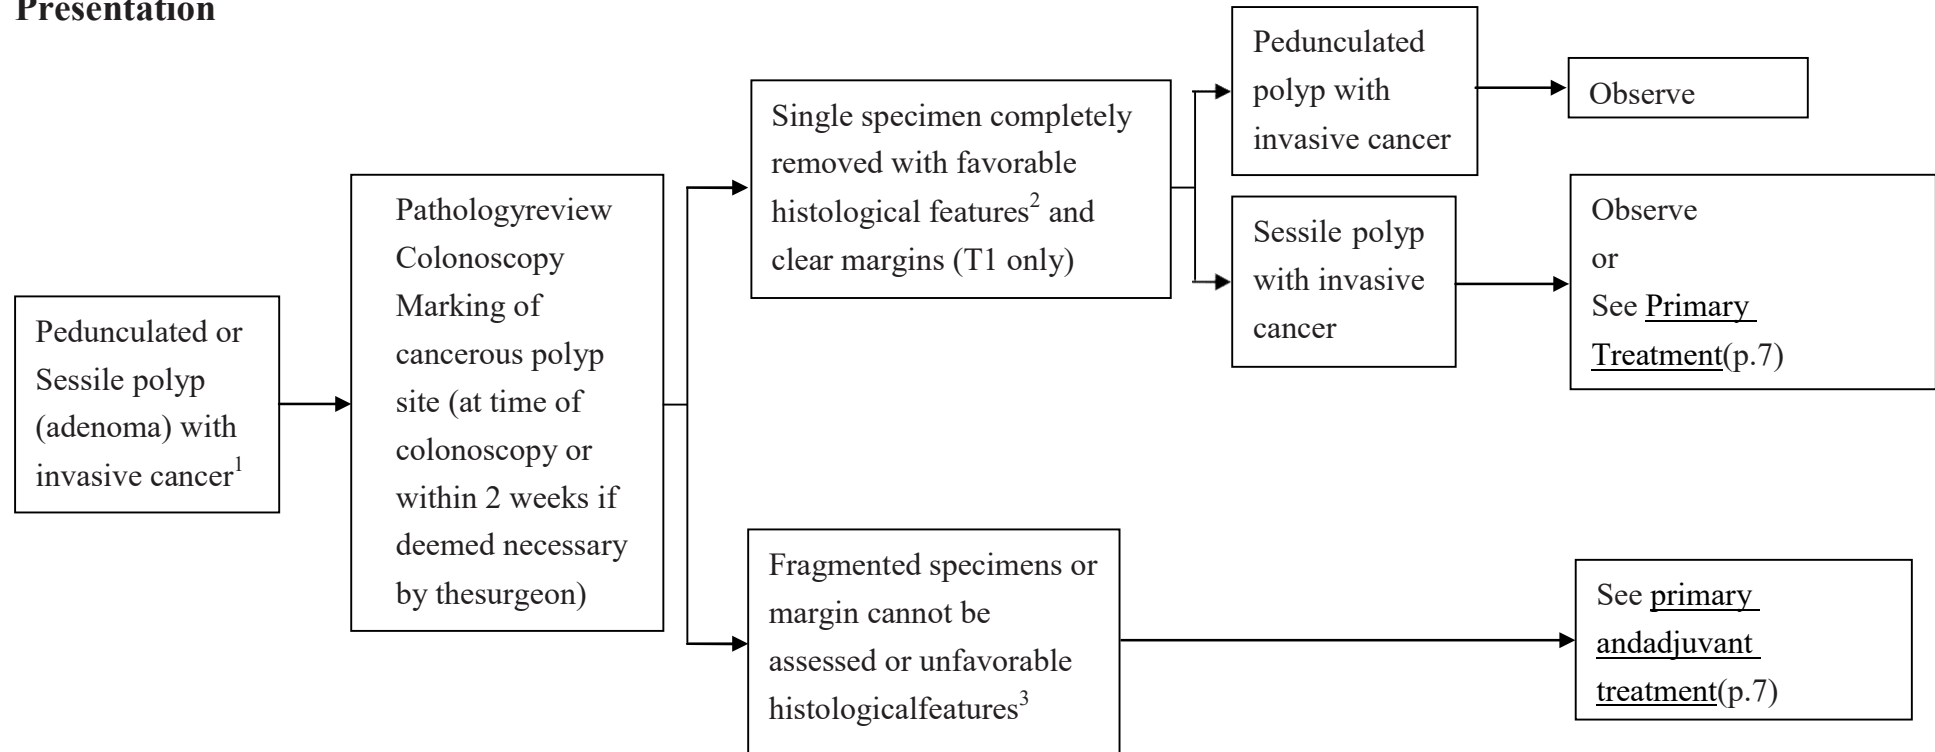 Presentation
Pedunculated or
Sessile polyp
(adenoma) with
invasive cancer1
Pathologyreview
Colonoscopy
Marking of
cancerous polyp
site (at time of
colonoscopy or
within 2 weeks if
deemed necessary
by thesurgeon)
Single specimen completely
removed with favorable
histological features2 and
clear margins (T1 only)
Pedunculated
polyp with
invasive cancer
Observe
Sessile polyp
with invasive
cancer
Observe
or
See Primary
Treatment(p.7)
Fragmented specimens or
margin cannot be
assessed or unfavorable
histologicalfeatures3
See primary
andadjuvant
treatment(p.7)